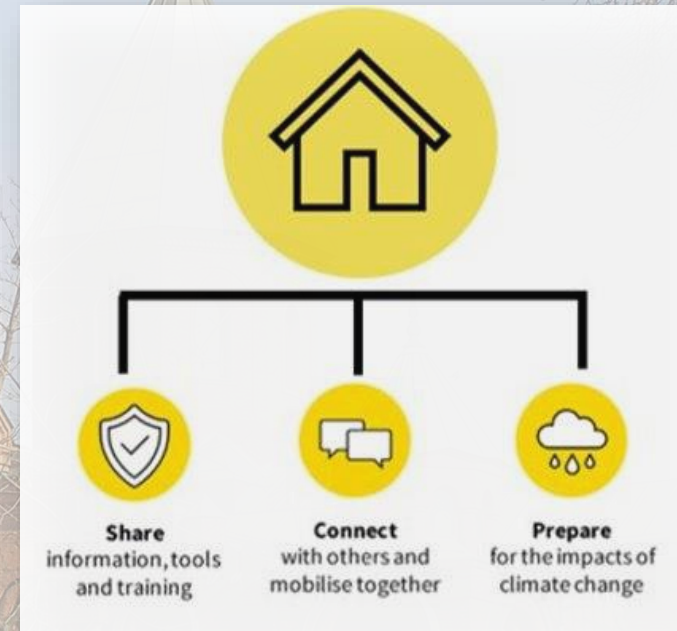 Share
information, tools
and training
Connect
with others and
mobilise together
Prepare
for the impacts of
climate change